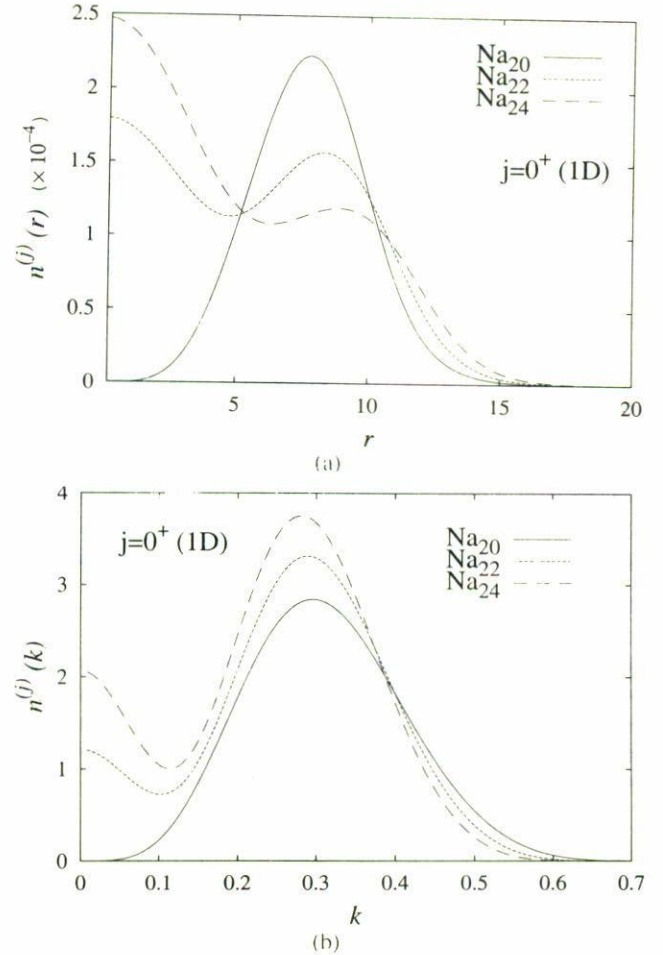 2.5
2
1.5
1
0.5
0
n^(j)(r) (×10^-4)
Na20
Na22
Na24
j=0+ (1D)
5 10 15 20
r
(a)
4
3
2
1
0
n^(j)(k)
j=0+ (1D)
Na20
Na22
Na24
0 0.1 0.2 0.3 0.4 0.5 0.6 0.7
k
(b)